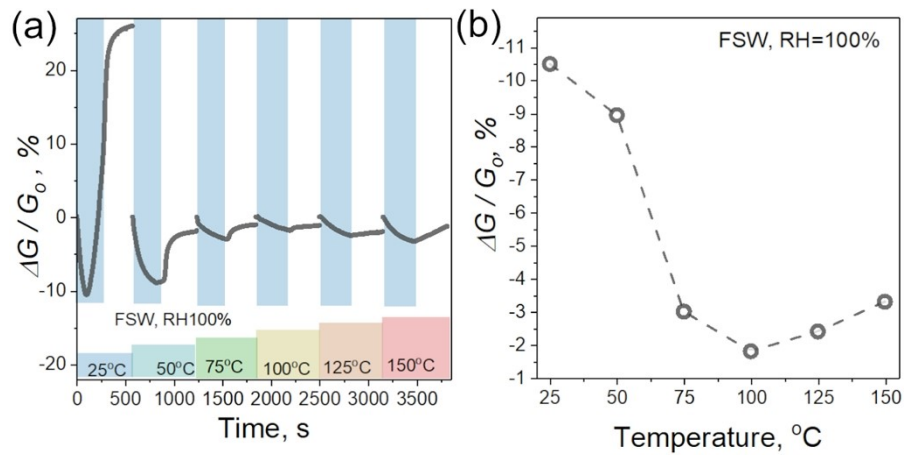 (a)
20
10
0
-10
-20
ΔG / Go , %
FSW, RH100%
25°C
50°C
75°C
100°C
125°C
150°C
0
500
1000
1500
2000
2500
3000
3500
Time, s
(b)
FSW, RH=100%
-11
-10
-9
-8
-7
-6
-5
-4
-3
-2
-1
ΔG / Go, %
25
50
75
100
125
150
Temperature, °C